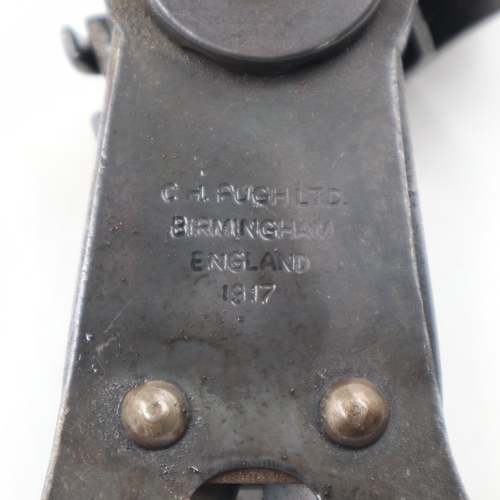 C.H. PUGH LTD.
BIRMINGHAM
ENGLAND
1917